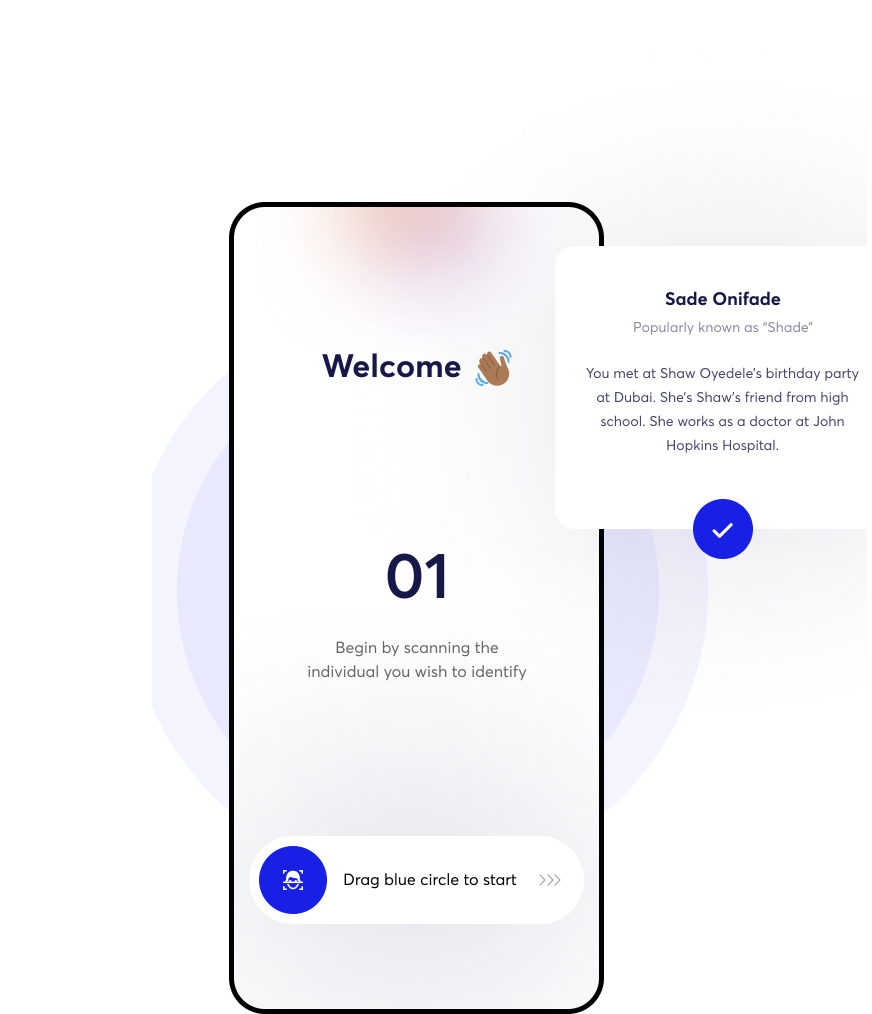 Welcome 👋🏽
Sade Onifade
Popularly known as “Shade”
You met at Shaw Oyedele's birthday party
at Dubai. She's Shaw's friend from high
school. She works as a doctor at John
Hopkins Hospital.
01
Begin by scanning the
individual you wish to identify
Drag blue circle to start